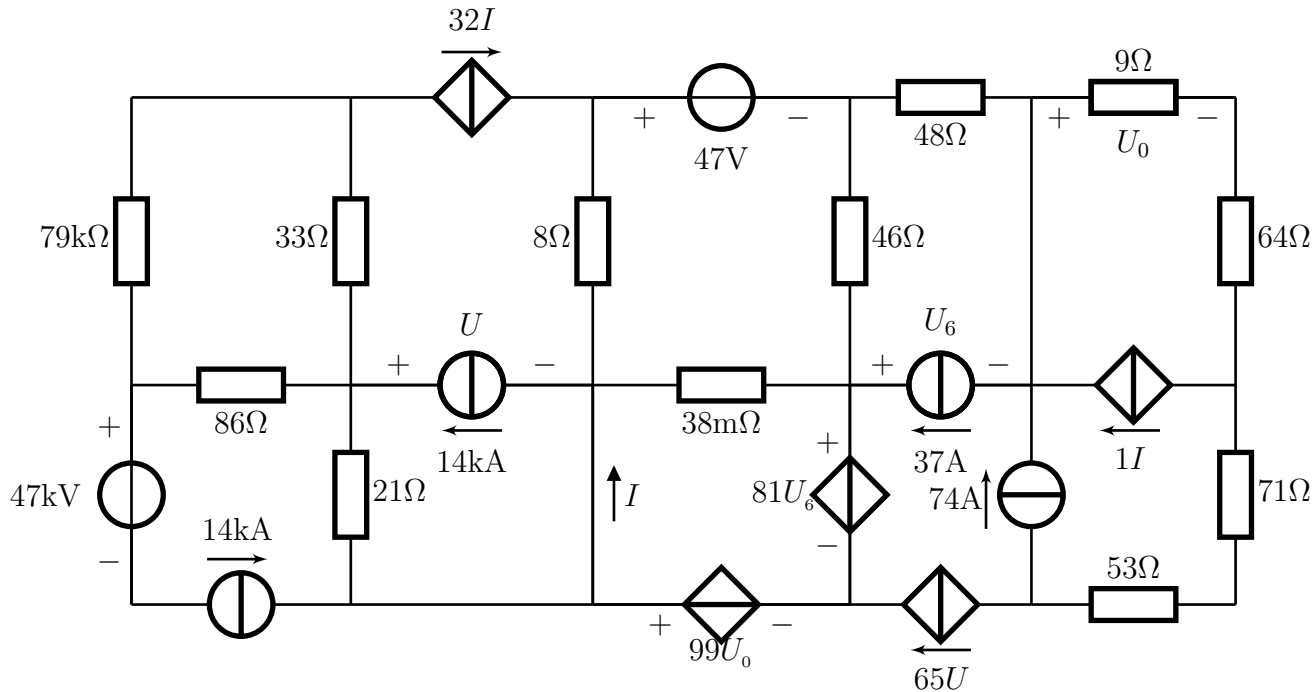 32I
9Ω
+ −
+ −
47V
48Ω
U₀
79kΩ
33Ω
8Ω
46Ω
64Ω
U
U₆
+ −
+ −
86Ω
38mΩ
14kA
37A
1I
+
+
47kV
21Ω
I
81U₆
74A
71Ω
−
14kA
−
53Ω
+ −
99U₀
65U